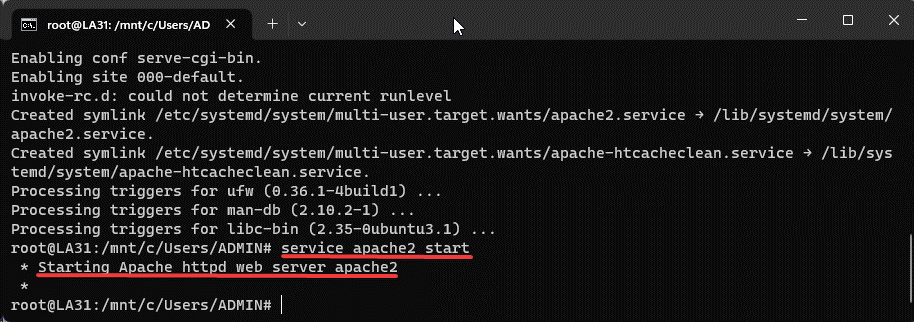 root@LA31: /mnt/c/Users/AD
Enabling conf serve-cgi-bin.
Enabling site 000-default.
invoke-rc.d: could not determine current runlevel
Created symlink /etc/systemd/system/multi-user.target.wants/apache2.service → /lib/systemd/system/
apache2.service.
Created symlink /etc/systemd/system/multi-user.target.wants/apache-htcacheclean.service → /lib/sys
temd/system/apache-htcacheclean.service.
Processing triggers for ufw (0.36.1-4build1) ...
Processing triggers for man-db (2.10.2-1) ...
Processing triggers for libc-bin (2.35-0ubuntu3.1) ...
root@LA31:/mnt/c/Users/ADMIN# service apache2 start
* Starting Apache httpd web server apache2
*
root@LA31:/mnt/c/Users/ADMIN#